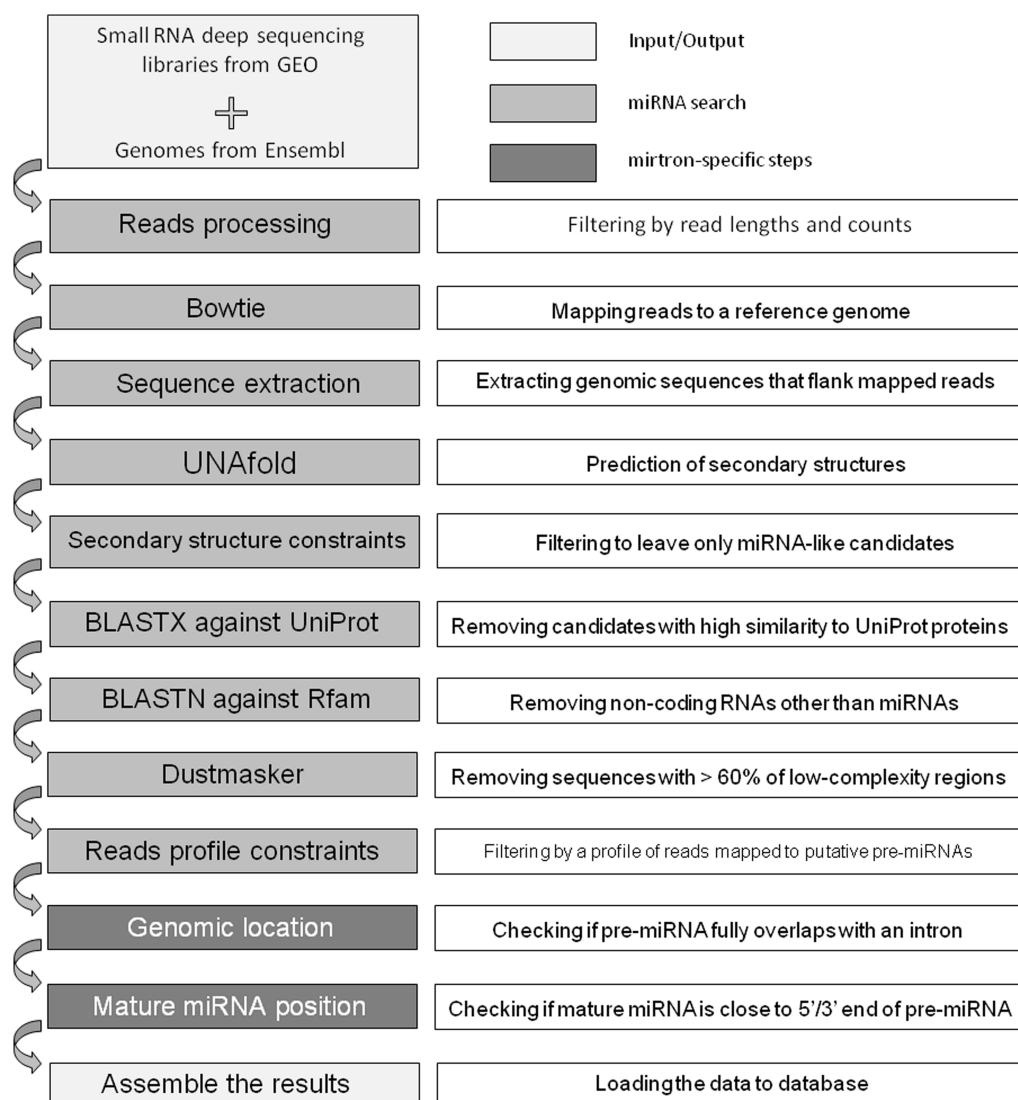 Small RNA deep sequencing
libraries from GEO
Genomes from Ensembl
Input/Output
miRNA search
mirtron-specific steps
Reads processing
Filtering by read lengths and counts
Bowtie
Mapping reads to a reference genome
Sequence extraction
Extracting genomic sequences that flank mapped reads
UNAfold
Prediction of secondary structures
Secondary structure constraints
Filtering to leave only miRNA-like candidates
BLASTX against UniProt
Removing candidates with high similarity to UniProt proteins
BLASTN against Rfam
Removing non-coding RNAs other than miRNAs
Dustmasker
Removing sequences with > 60% of low-complexity regions
Reads profile constraints
Filtering by a profile of reads mapped to putative pre-miRNAs
Genomic location
Checking if pre-miRNA fully overlaps with an intron
Mature miRNA position
Checking if mature miRNA is close to 5'/3' end of pre-miRNA
Assemble the results
Loading the data to database